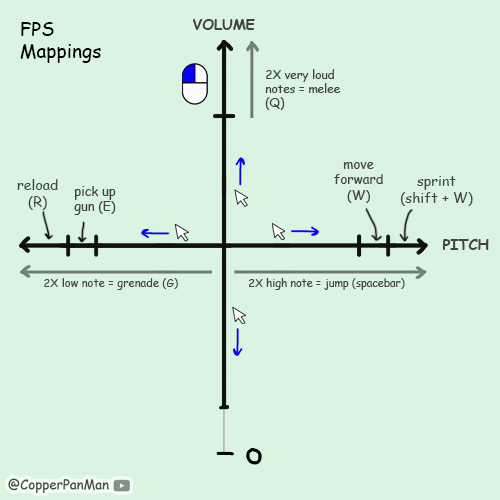 FPS
Mappings
VOLUME
2X very loud
notes = melee
(Q)
reload
(R)
pick up
gun (E)
move
forward
(W)
sprint
(shift + W)
PITCH
2X low note = grenade (G)
2X high note = jump (spacebar)
0
@CopperPanMan